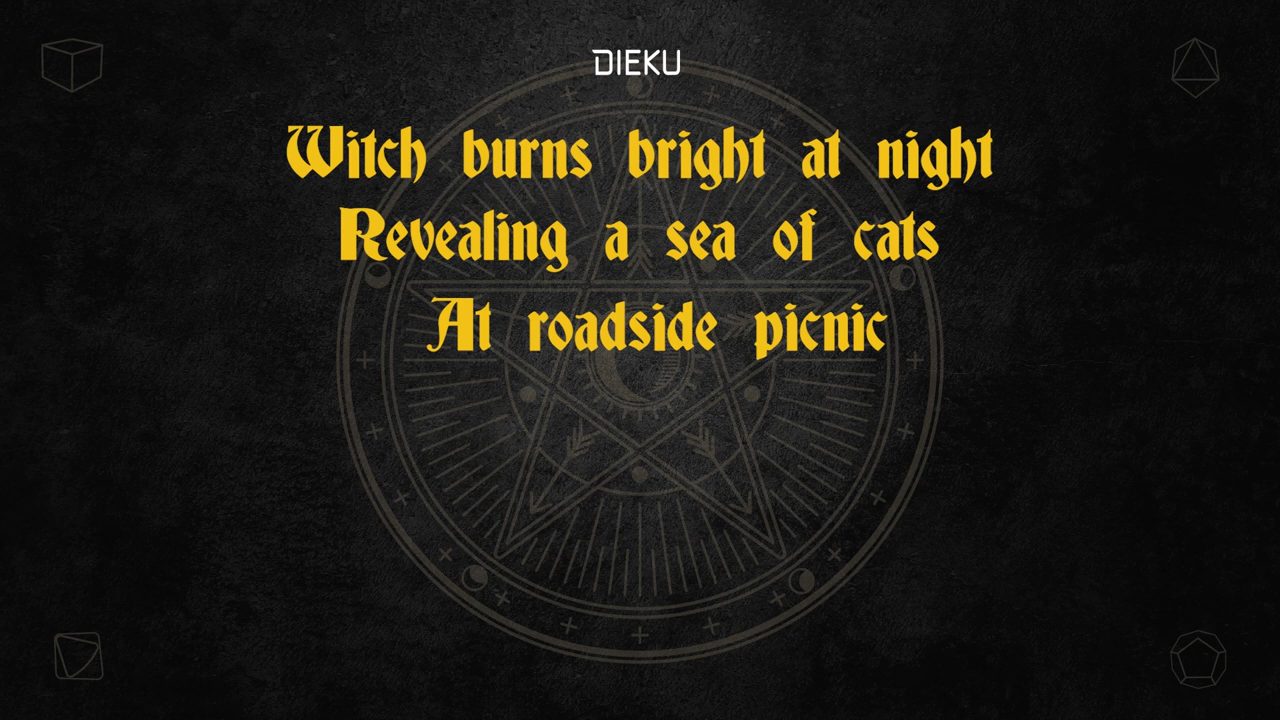 DIEKU
Witch burns bright at night
Revealing a sea of cats
At roadside picnic